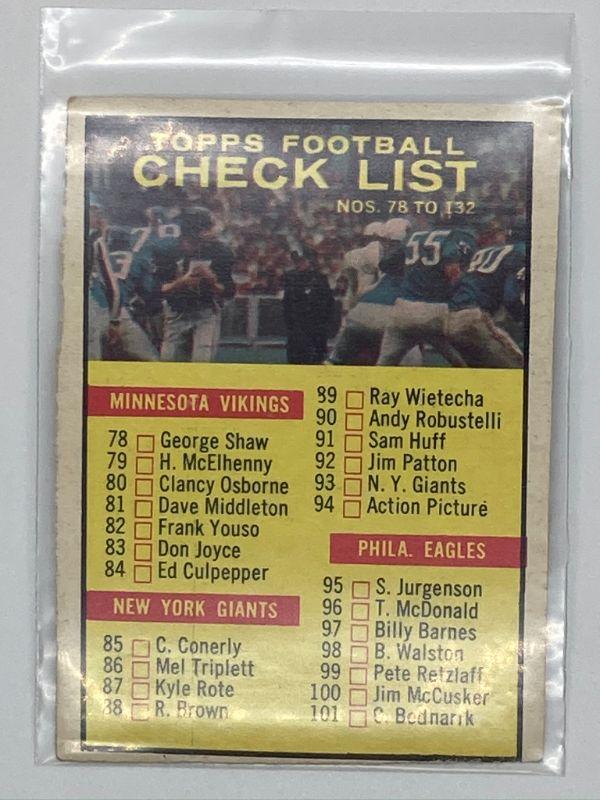 TOPPS FOOTBALL
CHECK LIST
NOS. 78 TO 132
MINNESOTA VIKINGS
78 George Shaw
79 H. McElhenny
80 Clancy Osborne
81 Dave Middleton
82 Frank Youso
83 Don Joyce
84 Ed Culpepper
NEW YORK GIANTS
85 C. Conerly
86 Mel Triplett
87 Kyle Rote
88 R. Brown
89 Ray Wietecha
90 Andy Robustelli
91 Sam Huff
92 Jim Patton
93 N. Y. Giants
94 Action Picture
PHILA. EAGLES
95 S. Jurgenson
96 T. McDonald
97 Billy Barnes
98 B. Walston
99 Pete Retzlaff
100 Jim McCusker
101 C. Bednarik
55